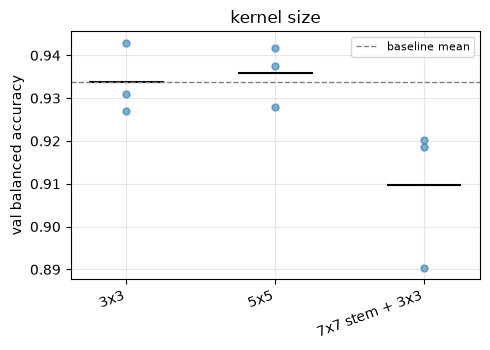 kernel size
baseline mean
val balanced accuracy
0.94
0.93
0.92
0.91
0.90
0.89
3x3
5x5
7x7 stem + 3x3